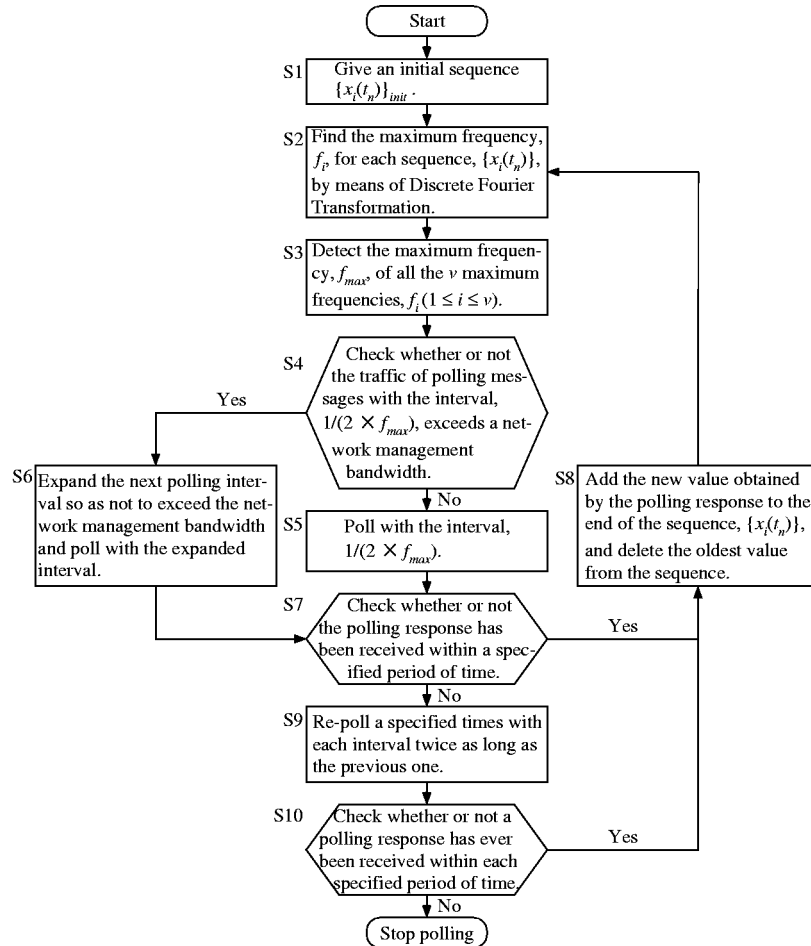 Start
S1
Give an initial sequence
{x_i(t_n)}_init .
S2
Find the maximum frequency,
f_i, for each sequence, {x_i(t_n)},
by means of Discrete Fourier
Transformation.
S3
Detect the maximum frequen-
cy, f_max, of all the v maximum
frequencies, f_i (1 ≤ i ≤ v).
S4
Check whether or not
the traffic of polling mes-
sages with the interval,
1/(2 × f_max), exceeds a net-
work management
bandwidth.
Yes
No
S6
Expand the next polling inter-
val so as not to exceed the net-
work management bandwidth
and poll with the expanded
interval.
S5
Poll with the interval,
1/(2 × f_max).
S8
Add the new value obtained
by the polling response to the
end of the sequence, {x_i(t_n)},
and delete the oldest value
from the sequence.
S7
Check whether or not
the polling response has
been received within a spec-
ified period of time.
Yes
No
S9
Re-poll a specified times with
each interval twice as long as
the previous one.
S10
Check whether or not a
polling response has ever
been received within each
specified period of time.
Yes
No
Stop polling